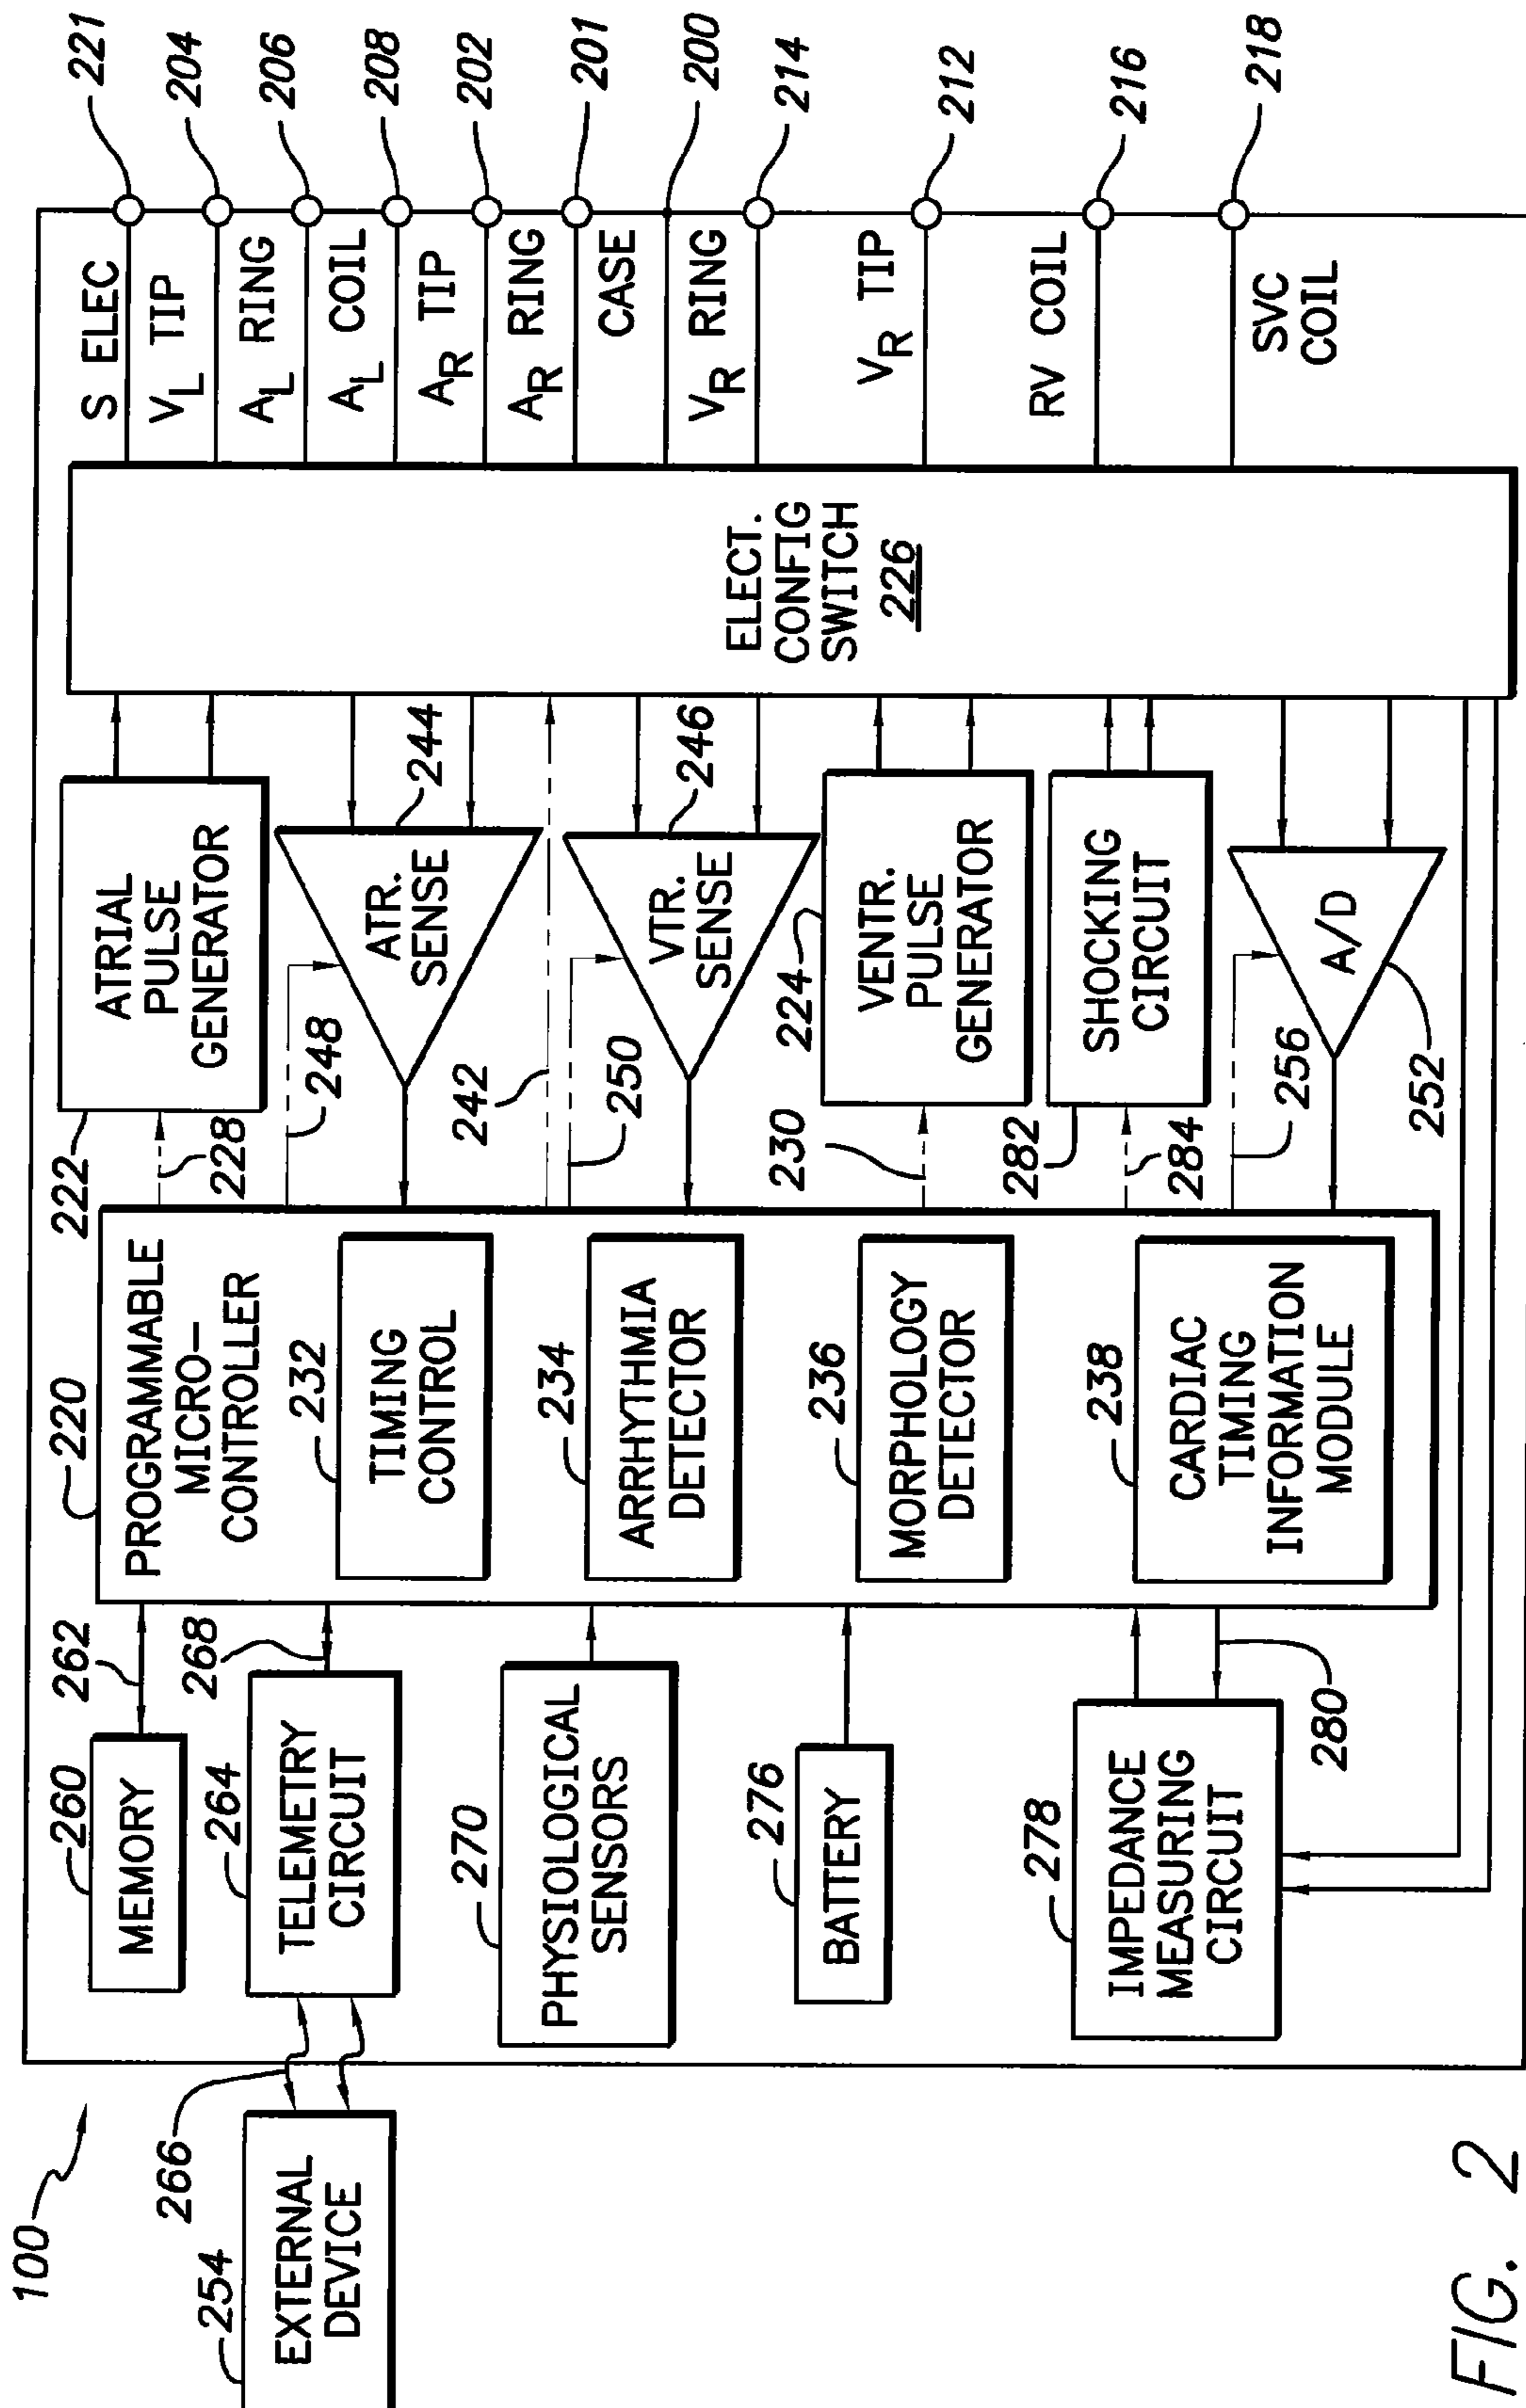 100
254
EXTERNAL
DEVICE
266
260
MEMORY
262
264
TELEMETRY
CIRCUIT
268
270
PHYSIOLOGICAL
SENSORS
276
BATTERY
278
IMPEDANCE
MEASURING
CIRCUIT
280
220
PROGRAMMABLE
MICRO-
CONTROLLER
232
TIMING
CONTROL
234
ARRHYTHMIA
DETECTOR
236
MORPHOLOGY
DETECTOR
238
CARDIAC
TIMING
INFORMATION
MODULE
222
228
ATRIAL
PULSE
GENERATOR
248
ATR.
SENSE
244
242
250
VTR.
SENSE
246
230
224
VENTR.
PULSE
GENERATOR
282
284
SHOCKING
CIRCUIT
256
A/D
252
ELECT.
CONFIG
SWITCH
226
S ELEC
221
VL TIP
204
AL RING
206
AL COIL
208
AR TIP
202
AR RING
201
CASE
200
VR RING
214
VR TIP
212
RV COIL
216
SVC
COIL
218
FIG. 2